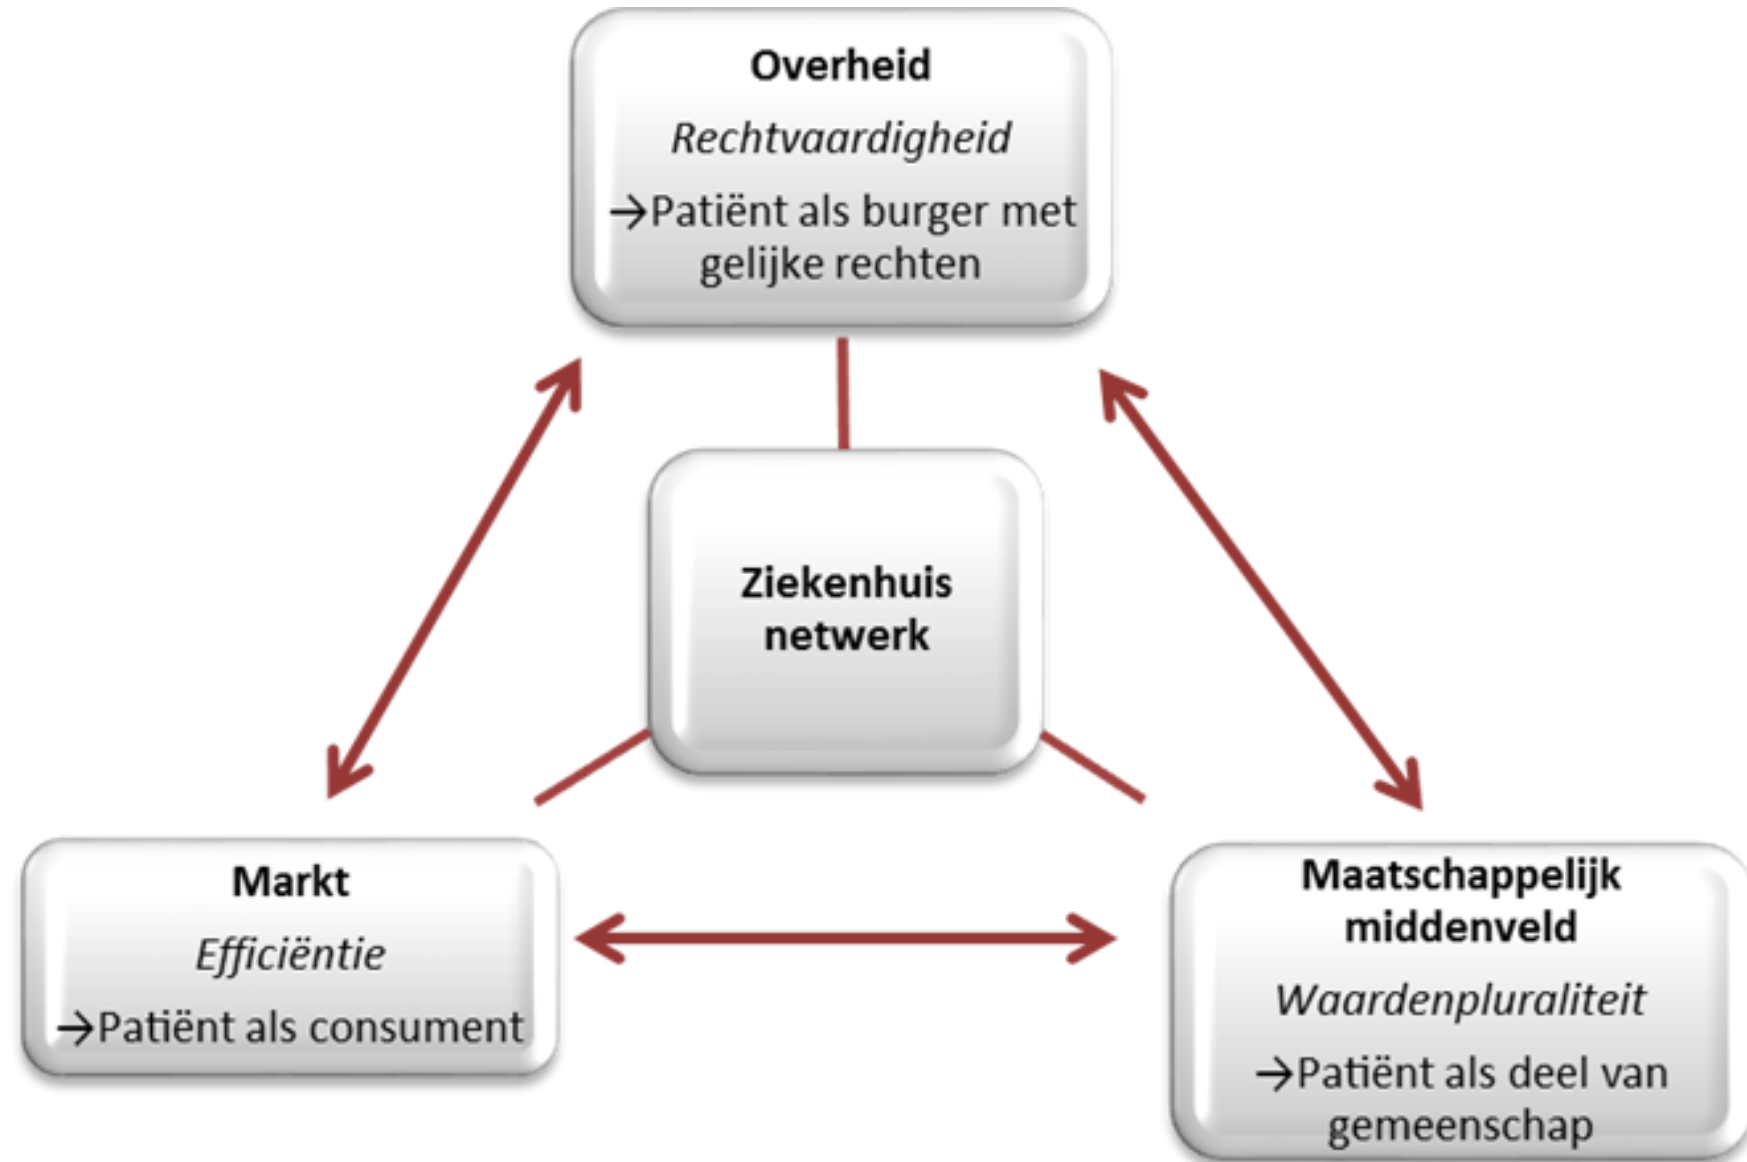 Overheid
Rechtvaardigheid
→Patiënt als burger met
gelijke rechten
Ziekenhuis
netwerk
Markt
Efficiëntie
→Patiënt als consument
Maatschappelijk
middenveld
Waardenpluraliteit
→Patiënt als deel van
gemeenschap